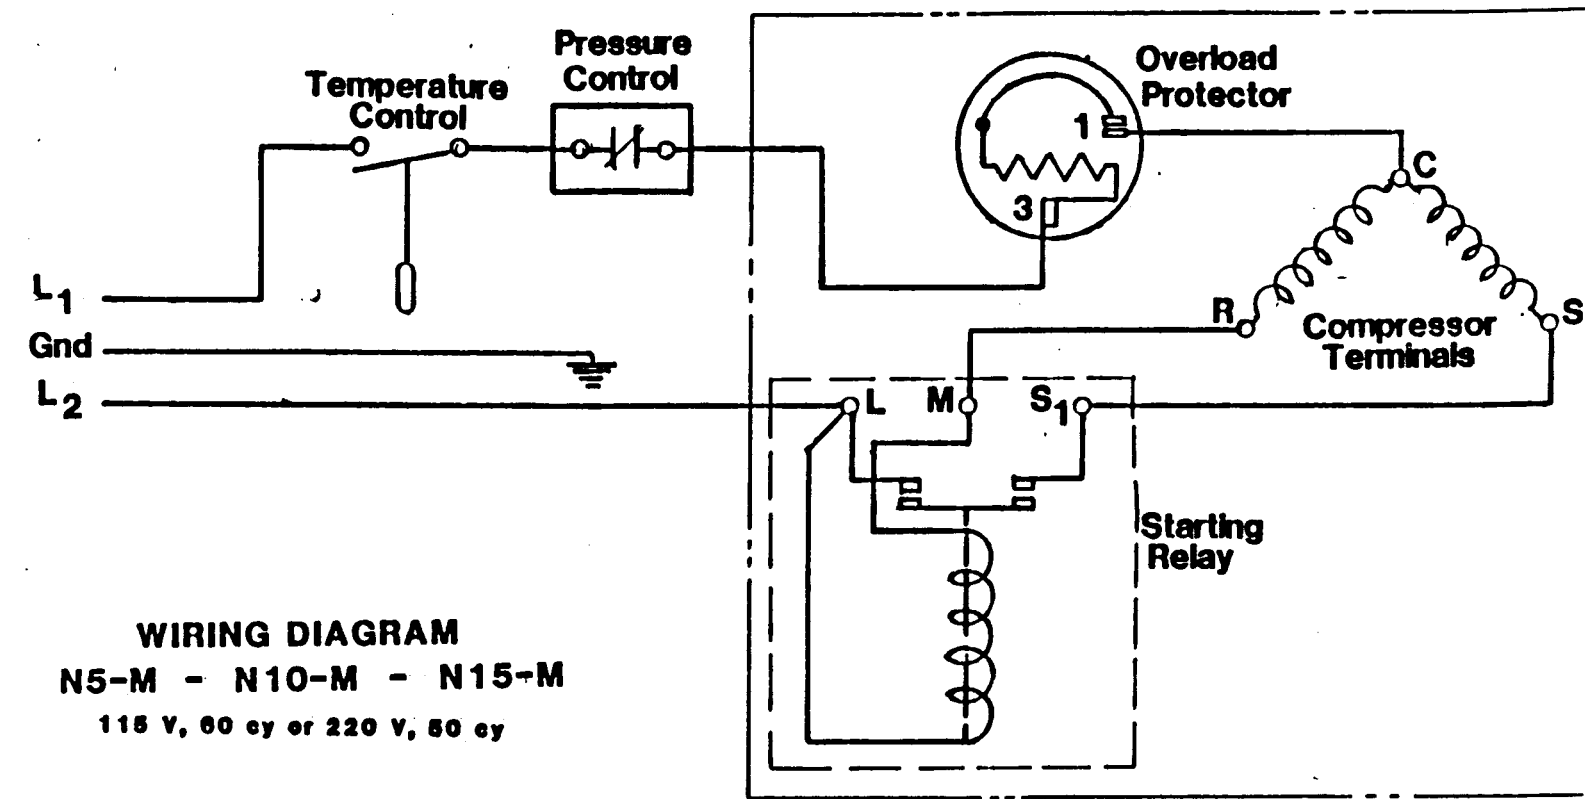 Pressure
Control
Temperature
Control
Overload
Protector
1
3
C
R
S
Compressor
Terminals
L1
Gnd
L2
L
M
S1
Starting
Relay
WIRING DIAGRAM
N5-M - N10-M - N15-M
115 V, 60 cy or 220 V, 50 cy